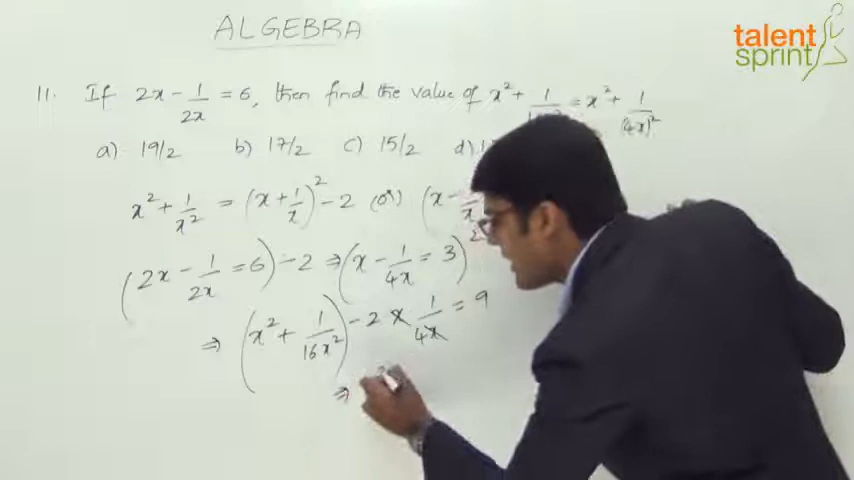 ALGEBRA
talent
sprint
11. If 2x - 1/2x = 6, then find the value of x² + = x² + 1/(4x)²
a) 19/2 b) 17/2 c) 15/2 d)
x² + 1/x² = (x + 1/x)² - 2 (or) (x -
(2x - 1/2x = 6) - 2 ⇒ (x - 1/4x = 3)²
⇒ (x² + 1/16x²) - 2 x 1/4x = 9
⇒